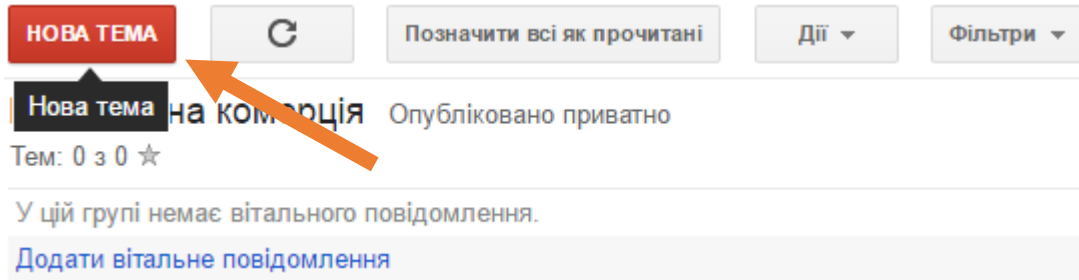 НОВА ТЕМА
Позначити всі як прочитані
Дії
Фільтри
Нова тема
на комерція Опубліковано приватно
Тем: 0 з 0
У цій групі немає вітального повідомлення.
Додати вітальне повідомлення